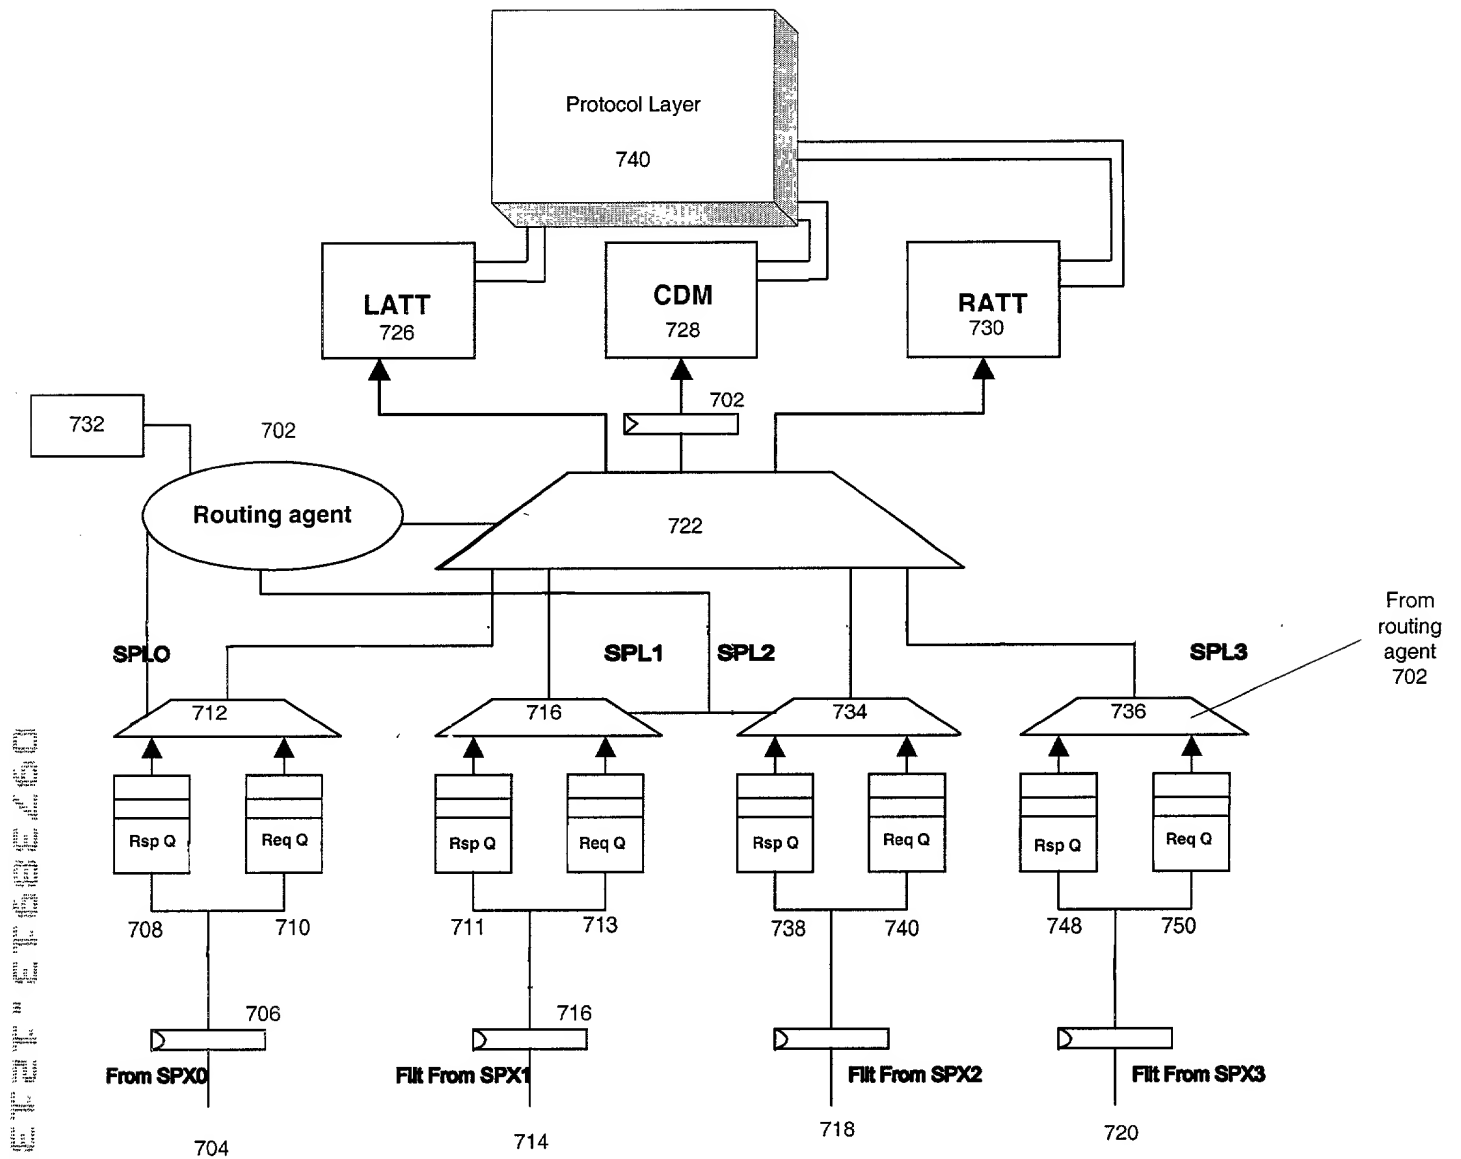 Protocol Layer
740
LATT
726
CDM
728
RATT
730
702
732
702
Routing agent
722
From
routing
agent
702
SPL0
SPL1
SPL2
SPL3
712
716
734
736
Rsp Q
Req Q
Rsp Q
Req Q
Rsp Q
Req Q
Rsp Q
Req Q
708
710
711
713
738
740
748
750
706
716
From SPX0
Flit From SPX1
Flit From SPX2
Flit From SPX3
704
714
718
720